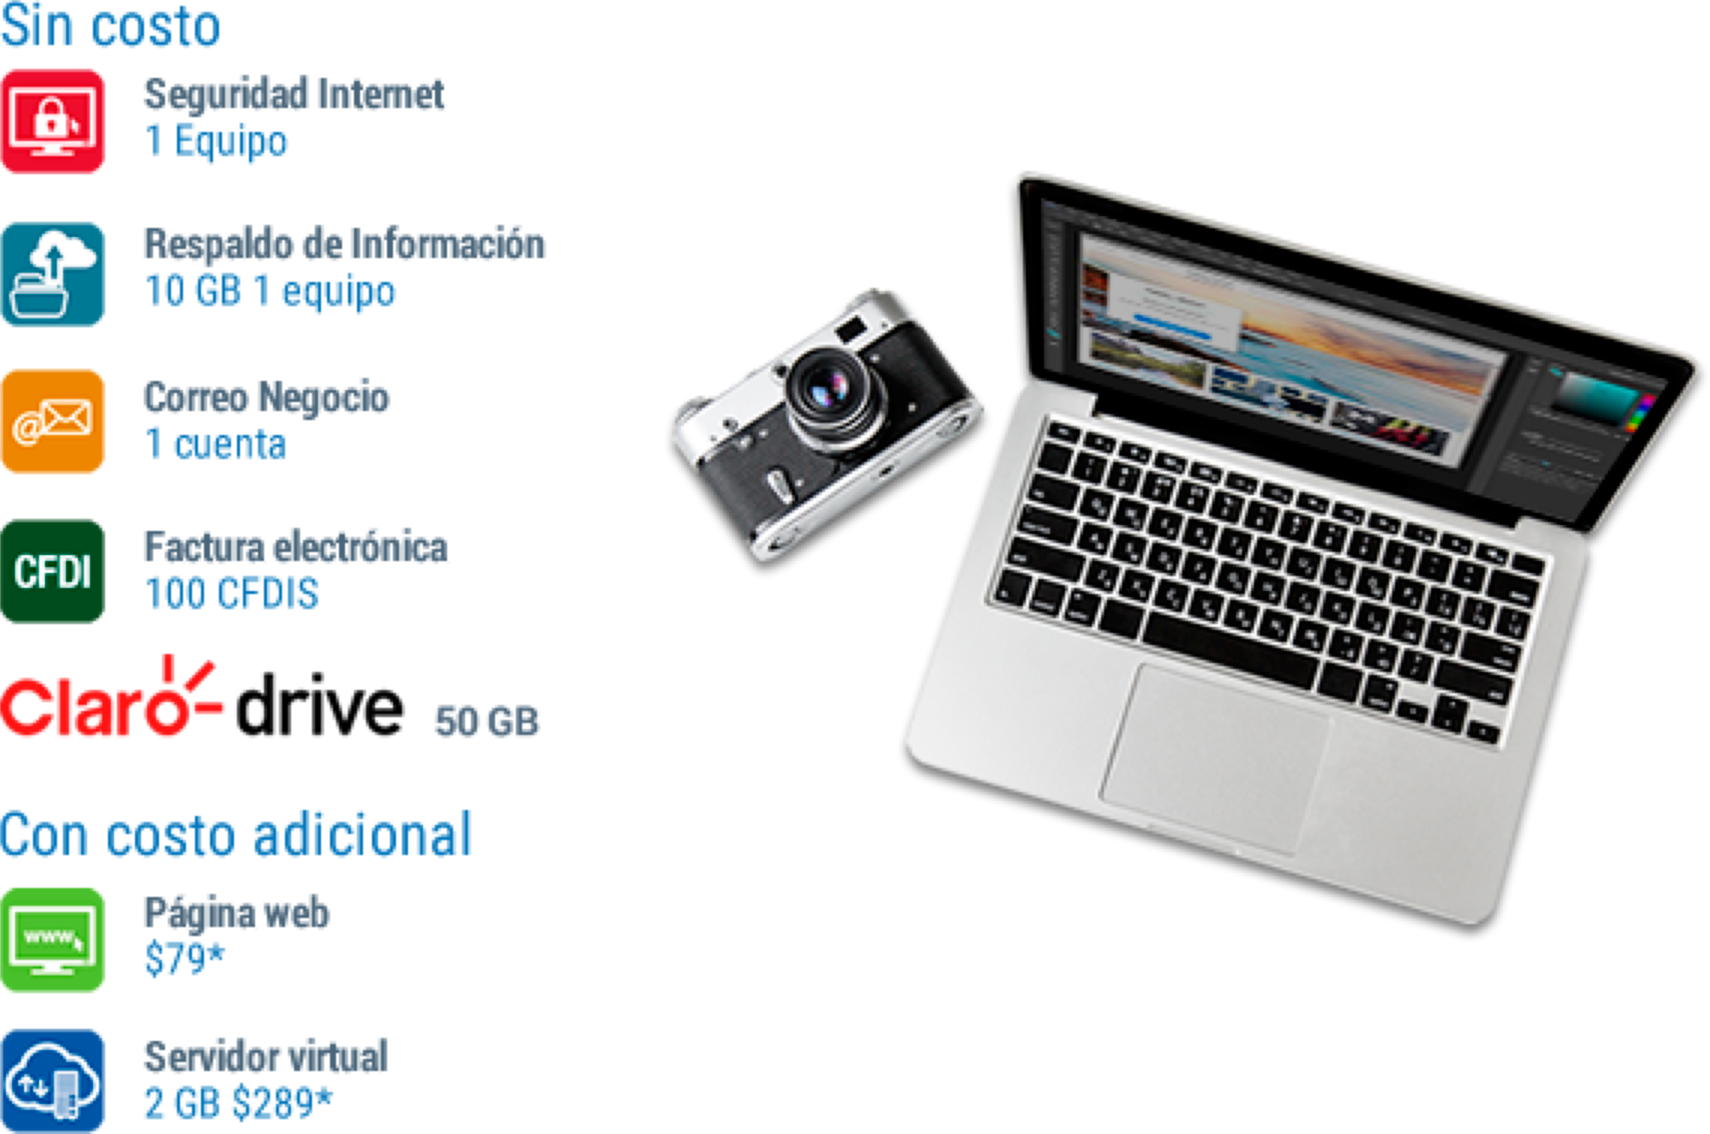 Sin costo
Seguridad Internet
1 Equipo
Respaldo de Información
10 GB 1 equipo
@
Correo Negocio
1 cuenta
CFDI
Factura electrónica
100 CFDIS
Claro drive 50 GB
Con costo adicional
www
Página web
$79*
Servidor virtual
2 GB $289*